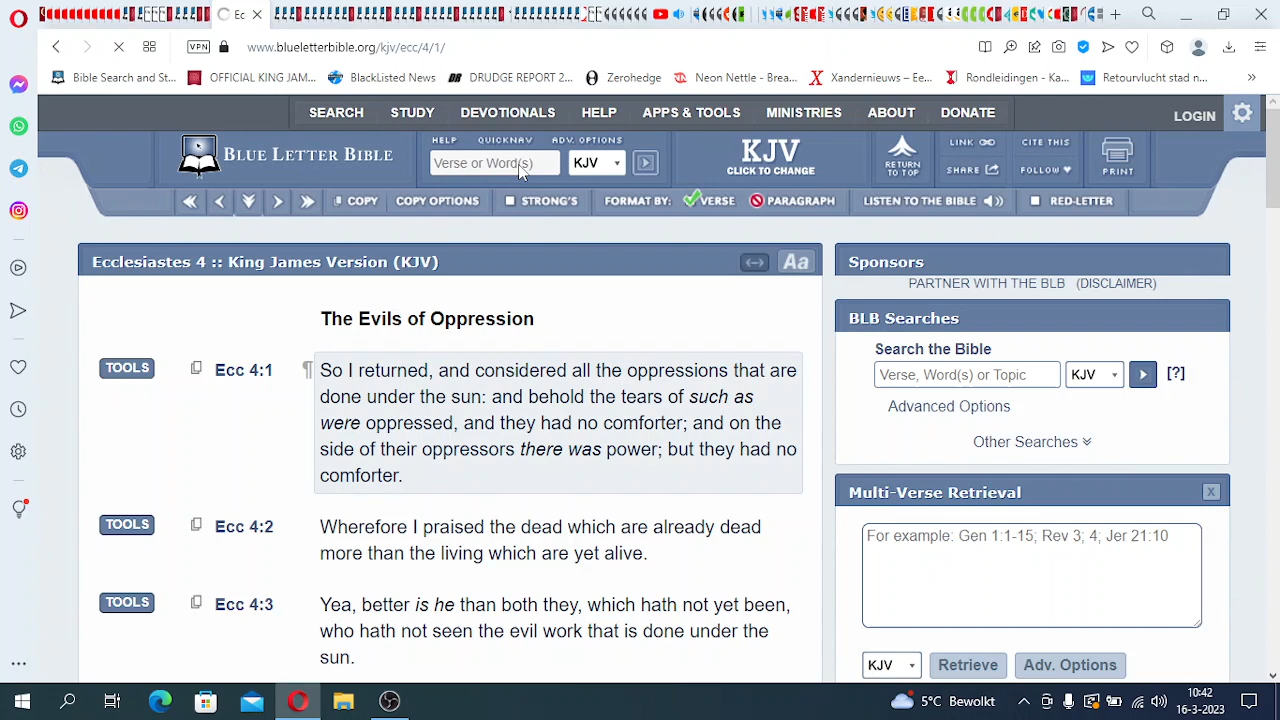 Ec
www.blueletterbible.org/kjv/ecc/4/1/
VPN
Bible Search and St...
OFFICIAL KING JAM...
BlackListed News
DRUDGE REPORT 2...
Zerohedge
Neon Nettle - Brea...
Xandernieuws – Ee...
Rondleidingen - Ka...
Retourvlucht stad n...
SEARCH
STUDY
DEVOTIONALS
HELP
APPS & TOOLS
MINISTRIES
ABOUT
DONATE
LOGIN
BLUE LETTER BIBLE
HELP
QUICKNAV
ADV. OPTIONS
Verse or Word(s)
KJV
KJV
CLICK TO CHANGE
RETURN
TO TOP
LINK
SHARE
CITE THIS
FOLLOW
PRINT
COPY
COPY OPTIONS
STRONG'S
FORMAT BY:
VERSE
PARAGRAPH
LISTEN TO THE BIBLE
RED-LETTER
Ecclesiastes 4 :: King James Version (KJV)
Aa
The Evils of Oppression
TOOLS
Ecc 4:1
¶
So I returned, and considered all the oppressions that are
done under the sun: and behold the tears of such as
were oppressed, and they had no comforter; and on the
side of their oppressors there was power; but they had no
comforter.
TOOLS
Ecc 4:2
Wherefore I praised the dead which are already dead
more than the living which are yet alive.
TOOLS
Ecc 4:3
Yea, better is he than both they, which hath not yet been,
who hath not seen the evil work that is done under the
sun.
Sponsors
PARTNER WITH THE BLB (DISCLAIMER)
BLB Searches
Search the Bible
Verse, Word(s) or Topic
KJV
[?]
Advanced Options
Other Searches
Multi-Verse Retrieval
X
For example: Gen 1:1-15; Rev 3; 4; Jer 21:10
KJV
Retrieve
Adv. Options
5°C Bewolkt
10:42
16-3-2023